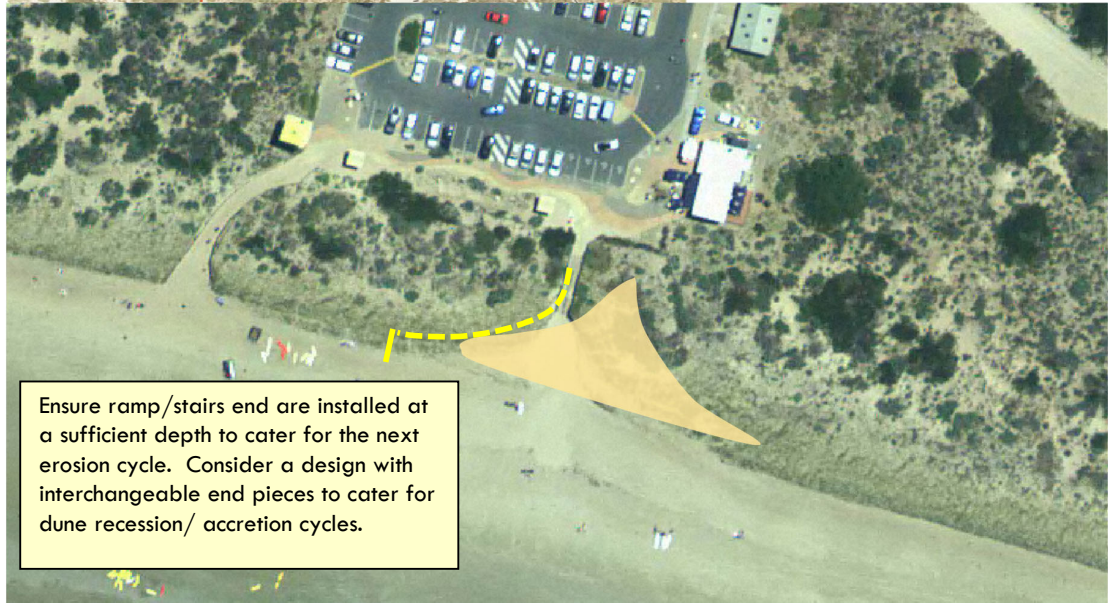 Ensure ramp/stairs end are installed at
a sufficient depth to cater for the next
erosion cycle.  Consider a design with
interchangeable end pieces to cater for
dune recession/ accretion cycles.